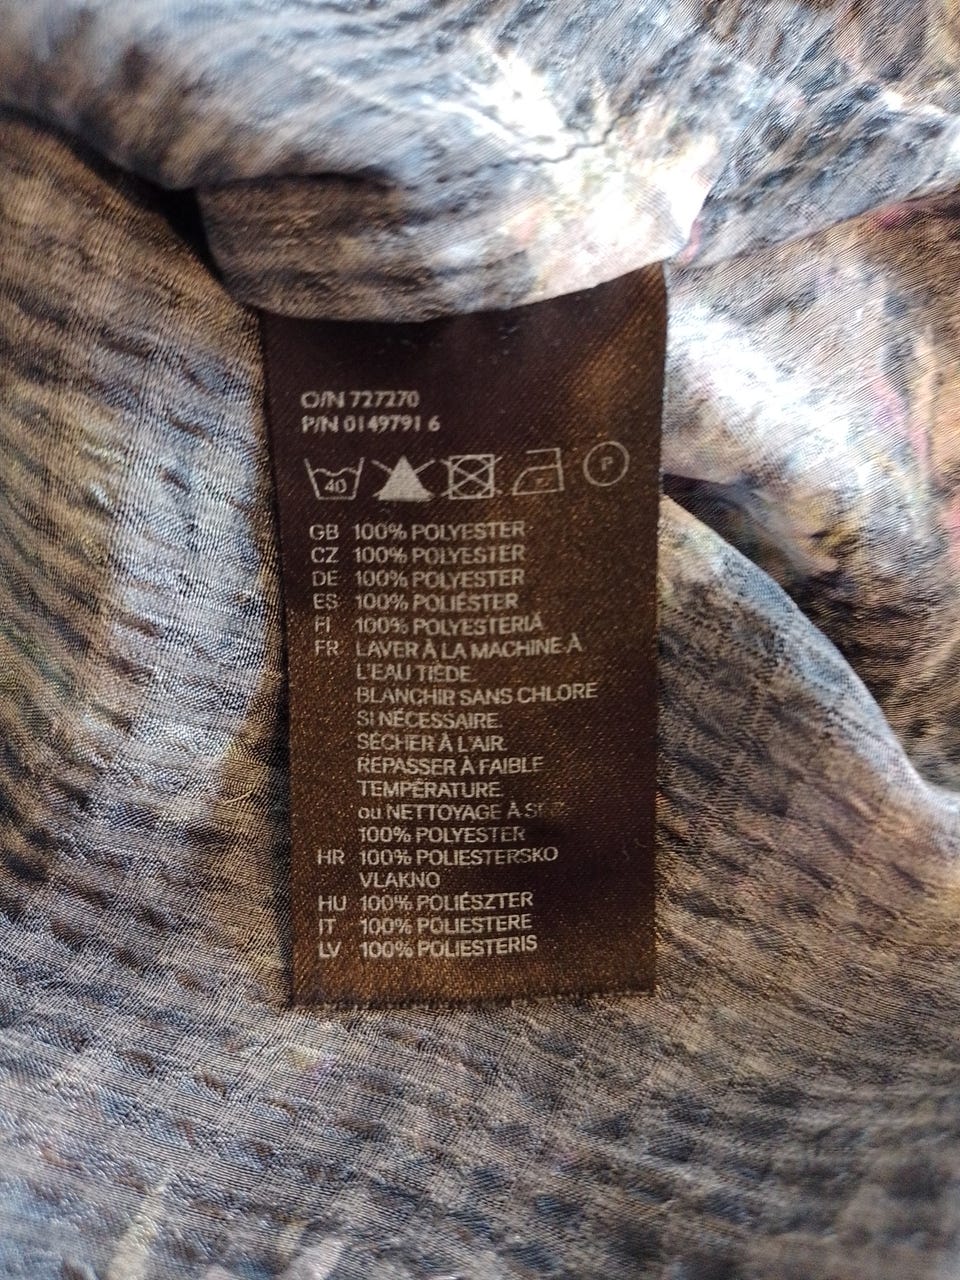 O/N 727270
P/N 0149791 6
40 P
GB 100% POLYESTER
CZ 100% POLYESTER
DE 100% POLYESTER
ES 100% POLIÉSTER
FI 100% POLYESTERIÄ
FR LAVER À LA MACHINE À
L'EAU TIÈDE.
BLANCHIR SANS CHLORE
SI NÉCESSAIRE.
SÉCHER À L'AIR.
REPASSER À FAIBLE
TEMPÉRATURE.
ou NETTOYAGE À
100% POLYESTER
HR 100% POLIESTERSKO
VLAKNO
HU 100% POLIÉSZTER
IT 100% POLIESTERE
LV 100% POLIESTERIS